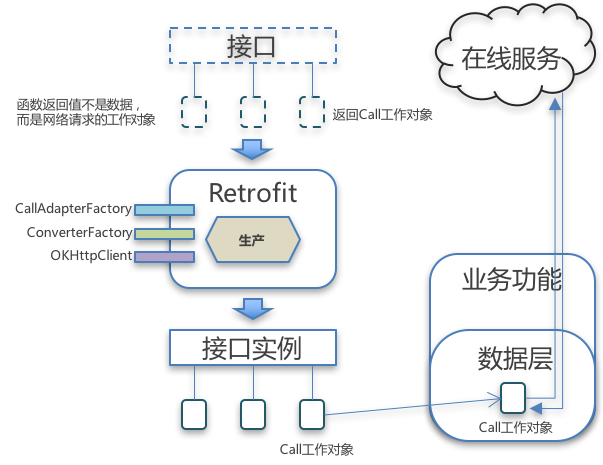 接口
在线服务
函数返回值不是数据，
而是网络请求的工作对象
返回Call工作对象
Retrofit
CallAdapterFactory
ConverterFactory
OKHttpClient
生产
业务功能
接口实例
数据层
Call工作对象
Call工作对象